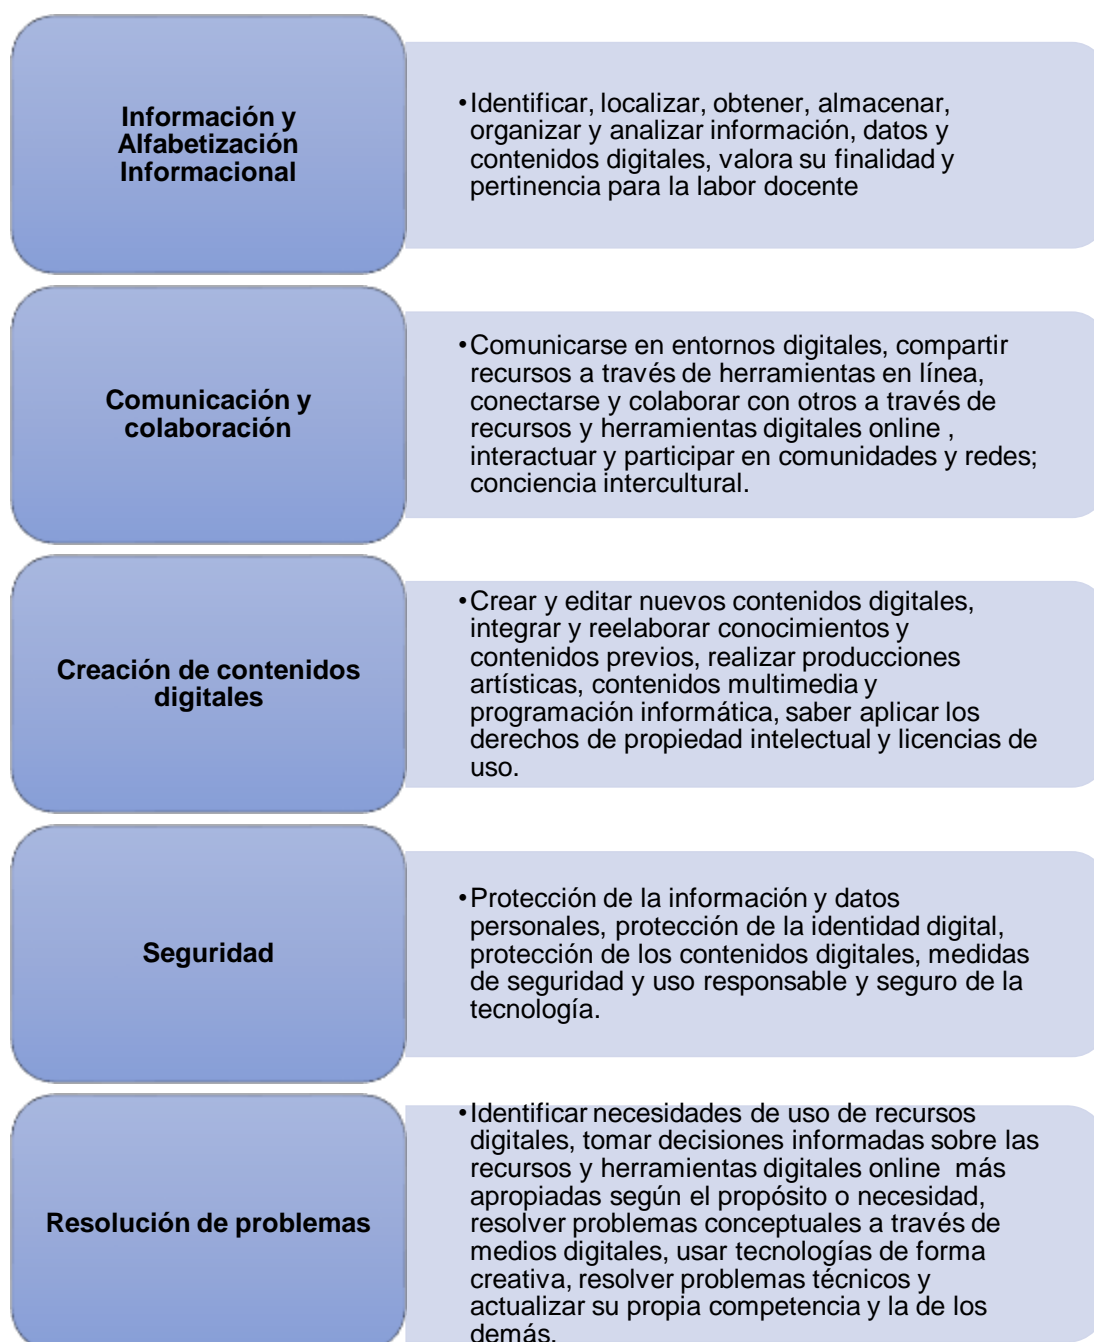 Información y
Alfabetización
Informacional
•Identificar, localizar, obtener, almacenar,
organizar y analizar información, datos y
contenidos digitales, valora su finalidad y
pertinencia para la labor docente
Comunicación y
colaboración
•Comunicarse en entornos digitales, compartir
recursos a través de herramientas en línea,
conectarse y colaborar con otros a través de
recursos y herramientas digitales online ,
interactuar y participar en comunidades y redes;
conciencia intercultural.
Creación de contenidos
digitales
•Crear y editar nuevos contenidos digitales,
integrar y reelaborar conocimientos y
contenidos previos, realizar producciones
artísticas, contenidos multimedia y
programación informática, saber aplicar los
derechos de propiedad intelectual y licencias de
uso.
Seguridad
•Protección de la información y datos
personales, protección de la identidad digital,
protección de los contenidos digitales, medidas
de seguridad y uso responsable y seguro de la
tecnología.
Resolución de problemas
•Identificar necesidades de uso de recursos
digitales, tomar decisiones informadas sobre las
recursos y herramientas digitales online  más
apropiadas según el propósito o necesidad,
resolver problemas conceptuales a través de
medios digitales, usar tecnologías de forma
creativa, resolver problemas técnicos y
actualizar su propia competencia y la de los
demás.